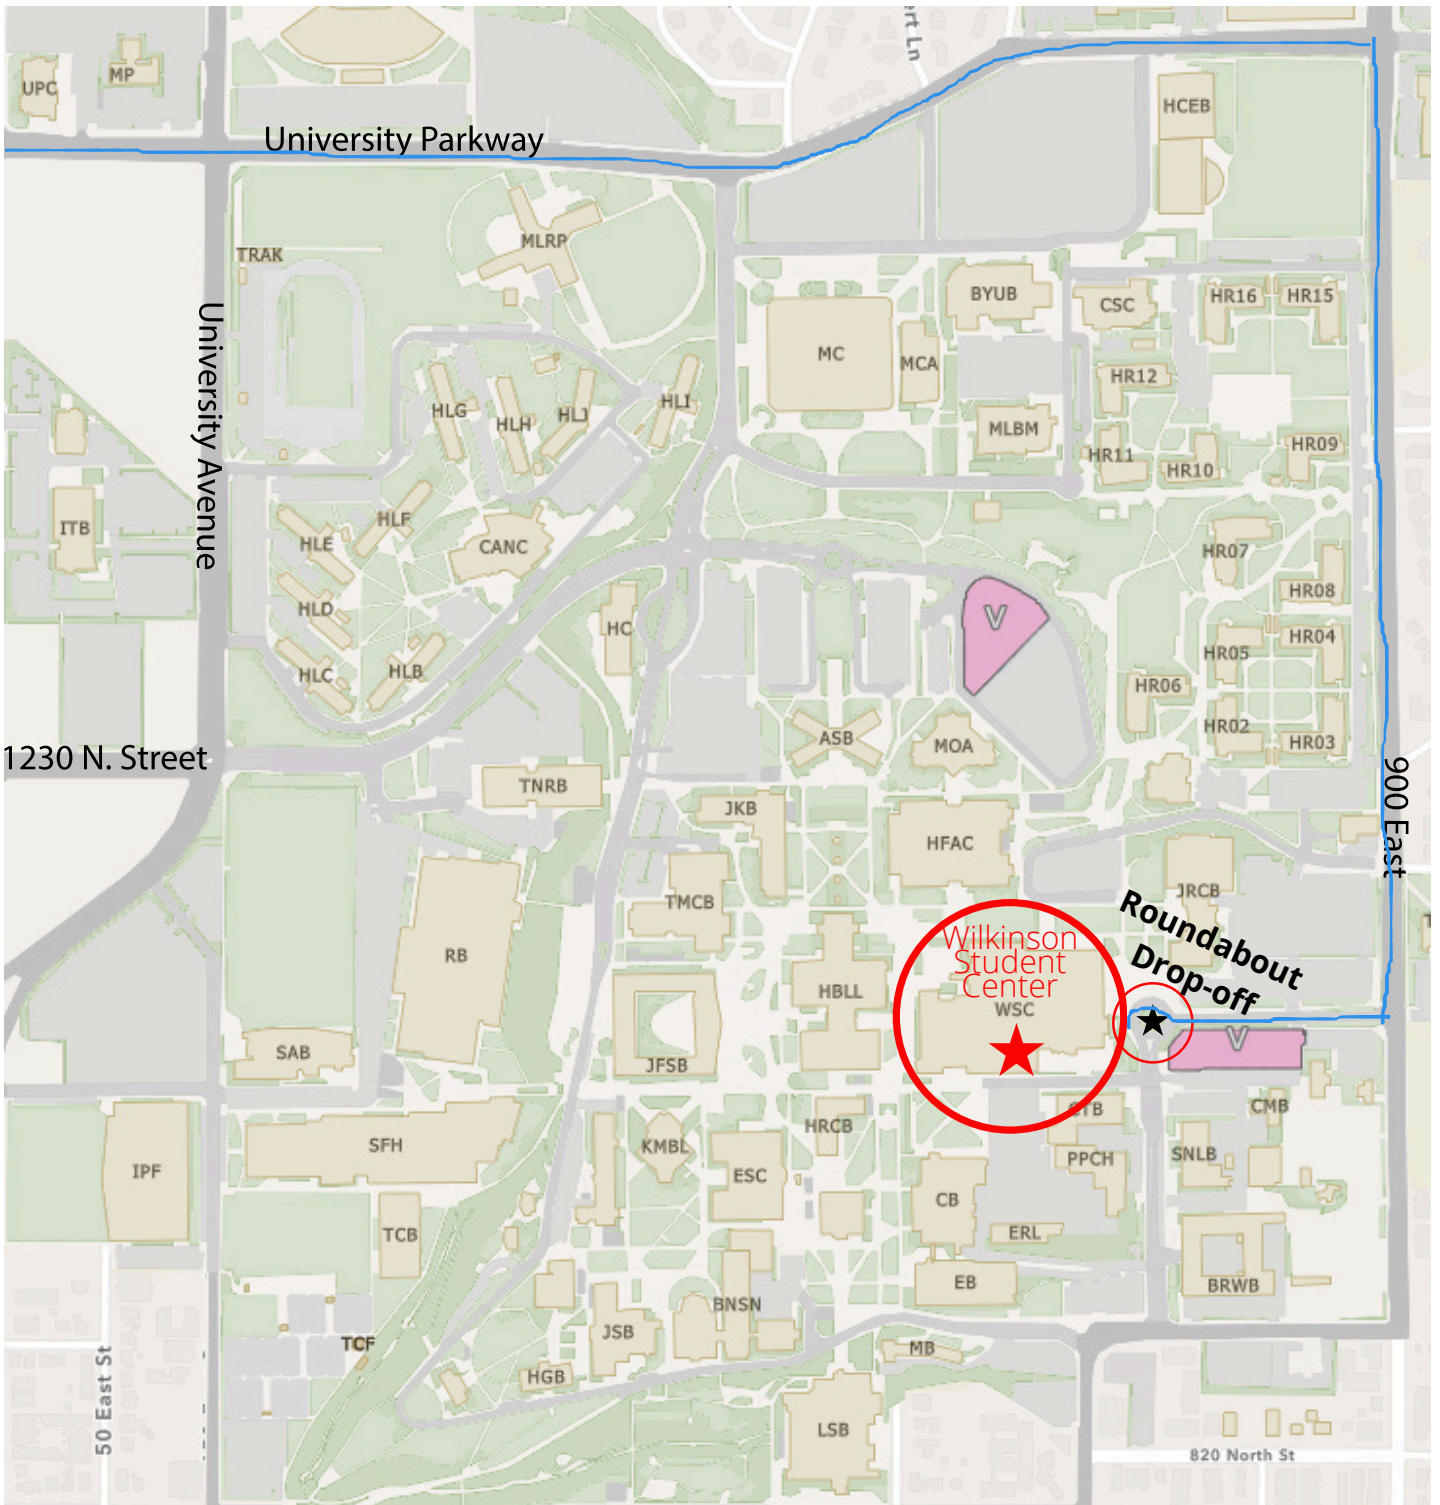 ert Ln
MP
UPC
HCEB
University Parkway
MLRP
TRAK
BYUB
CSC
HR16
HR15
University Avenue
MC
MCA
HR12
HLG
HLH
HLJ
HLI
MLBM
HR11
HR10
HR09
ITB
HLF
HLE
CANC
HR07
HLD
HR08
V
HC
HR04
HR05
HLC
HLB
HR06
HR02
HR03
ASB
MOA
1230 N. Street
900 East
TNRB
JKB
HFAC
JRCB
TMCB
Roundabout
Drop-off
RB
Wilkinson
Student
Center
HBLL
WSC
V
SAB
JFSB
CTB
CMB
HRCB
SFH
KMBL
IPF
ESC
PPCH
SNLB
CB
TCB
ERL
EB
BRWB
BNSN
JSB
TCF
MB
HGB
50 East St
LSB
820 North St